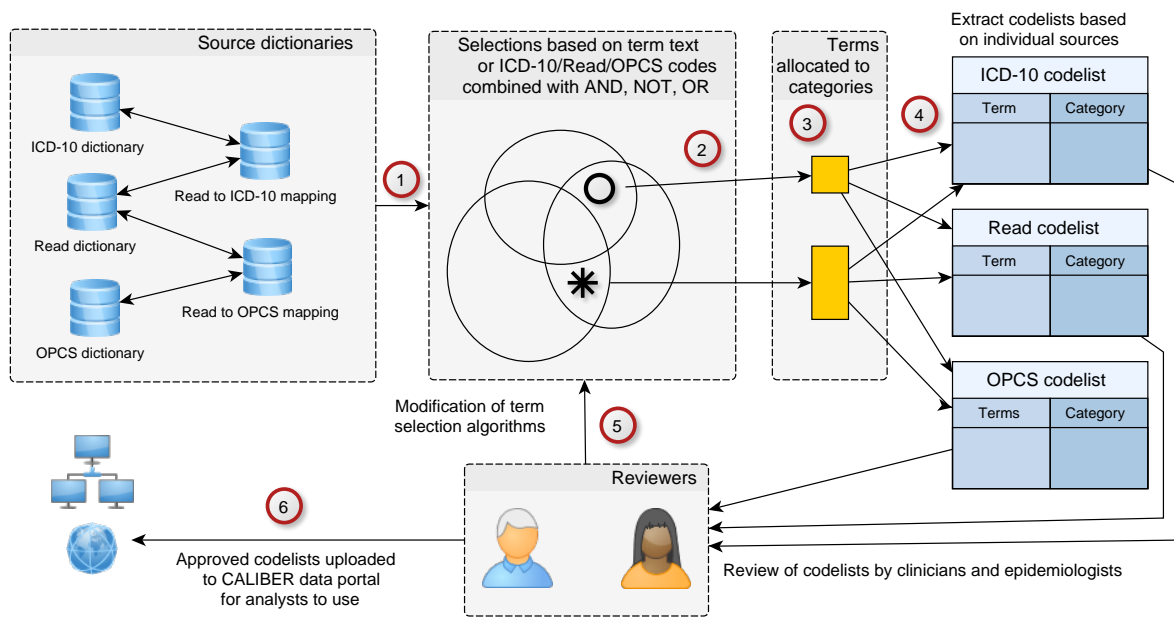 Source dictionaries
ICD-10 dictionary
Read to ICD-10 mapping
Read dictionary
Read to OPCS mapping
OPCS dictionary
1
Selections based on term text
or ICD-10/Read/OPCS codes
combined with AND, NOT, OR
2
Terms
allocated to
categories
3
Extract codelists based
on individual sources
4
ICD-10 codelist
Term Category
Read codelist
Term Category
OPCS codelist
Terms Category
Modification of term
selection algorithms
5
Reviewers
Review of codelists by clinicians and epidemiologists
6
Approved codelists uploaded
to CALIBER data portal
for analysts to use